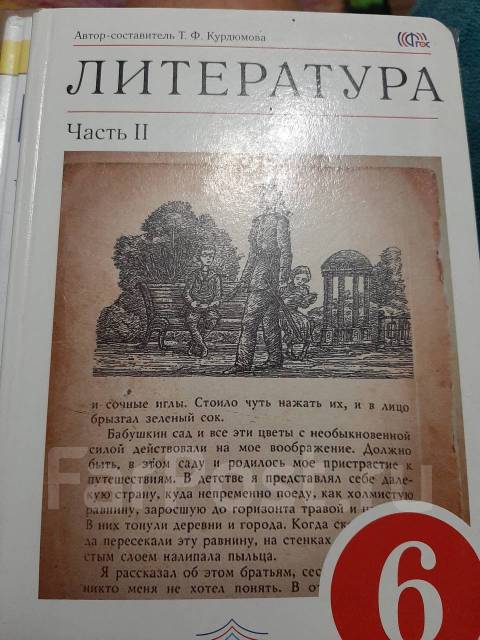 Автор-составитель Т. Ф. Курдюмова
ФГОС
ЛИТЕРАТУРА
Часть II
и сочные иглы. Стоило чуть нажать их, и в лицо
брызгал зеленый сок.
Бабушкин сад и все эти цветы с необыкновенной
силой действовали на мое воображение. Должно
быть, в этом саду и родилось мое пристрастие к
путешествиям. В детстве я представлял себе дале-
кую страну, куда непременно поеду, как холмистую
равнину, заросшую до горизонта травой и
В них тонули деревни и города. Когда
да пересекали эту равнину, на стенках
стым слоем налипала пыльца.
Я рассказал об этом братьям,
никто меня не хотел понять. В
6